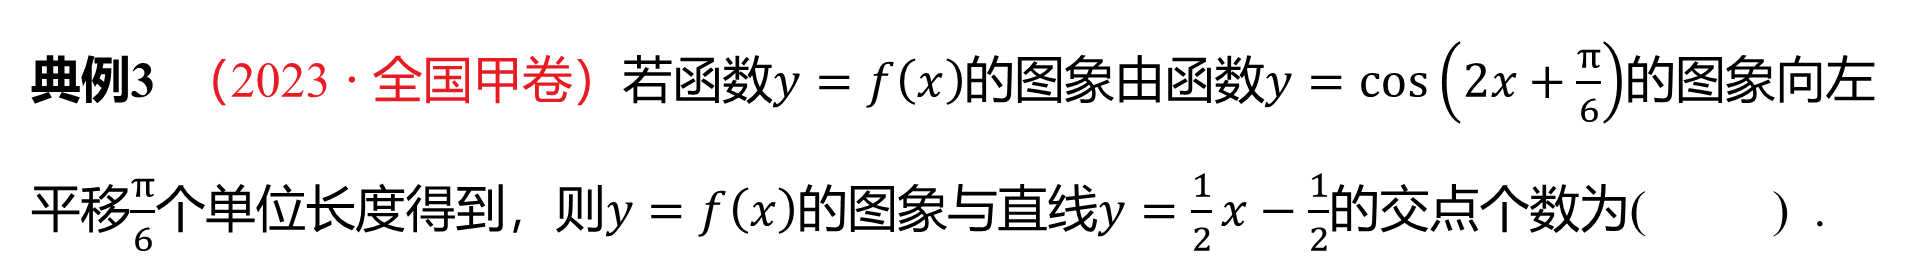 典例3 （2023·全国甲卷）若函数y = f(x)的图象由函数y = cos(2x + π/6)的图象向左
平移π/6个单位长度得到，则y = f(x)的图象与直线y = 1/2 x − 1/2的交点个数为(  ) .